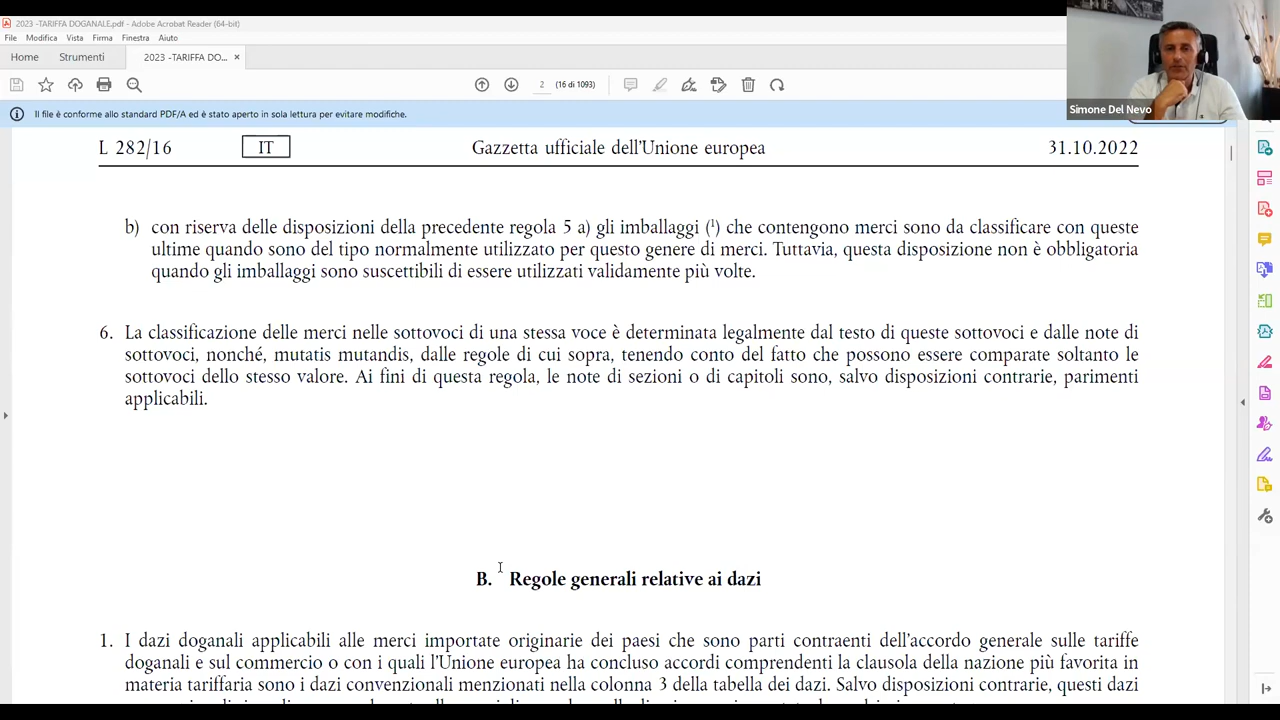 2023 -TARIFFA DOGANALE.pdf - Adobe Acrobat Reader (64-bit)
File Modifica Vista Firma Finestra Aiuto
Home Strumenti 2023 -TARIFFA DO... ×
2 (16 di 1093)
Simone Del Nevo
Il file è conforme allo standard PDF/A ed è stato aperto in sola lettura per evitare modifiche.
L 282/16 IT Gazzetta ufficiale dell'Unione europea 31.10.2022
b) con riserva delle disposizioni della precedente regola 5 a) gli imballaggi (¹) che contengono merci sono da classificare con queste
ultime quando sono del tipo normalmente utilizzato per questo genere di merci. Tuttavia, questa disposizione non è obbligatoria
quando gli imballaggi sono suscettibili di essere utilizzati validamente più volte.
6. La classificazione delle merci nelle sottovoci di una stessa voce è determinata legalmente dal testo di queste sottovoci e dalle note di
sottovoci, nonché, mutatis mutandis, dalle regole di cui sopra, tenendo conto del fatto che possono essere comparate soltanto le
sottovoci dello stesso valore. Ai fini di questa regola, le note di sezioni o di capitoli sono, salvo disposizioni contrarie, parimenti
applicabili.
B. Regole generali relative ai dazi
1. I dazi doganali applicabili alle merci importate originarie dei paesi che sono parti contraenti dell'accordo generale sulle tariffe
doganali e sul commercio o con i quali l'Unione europea ha concluso accordi comprendenti la clausola della nazione più favorita in
materia tariffaria sono i dazi convenzionali menzionati nella colonna 3 della tabella dei dazi. Salvo disposizioni contrarie, questi dazi